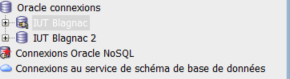 Oracle connexions
IUT Blagnac
IUT Blagnac 2
Connexions Oracle NoSQL
Connexions au service de schéma de base de données